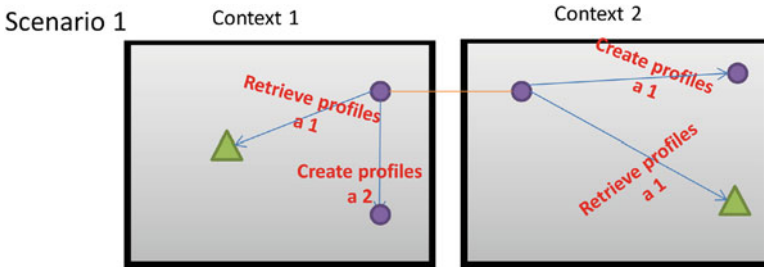 Scenario 1
Context 1
Context 2
Retrieve profiles
a 1
Create profiles
a 2
Create profiles
a 1
Retrieve profiles
a 1